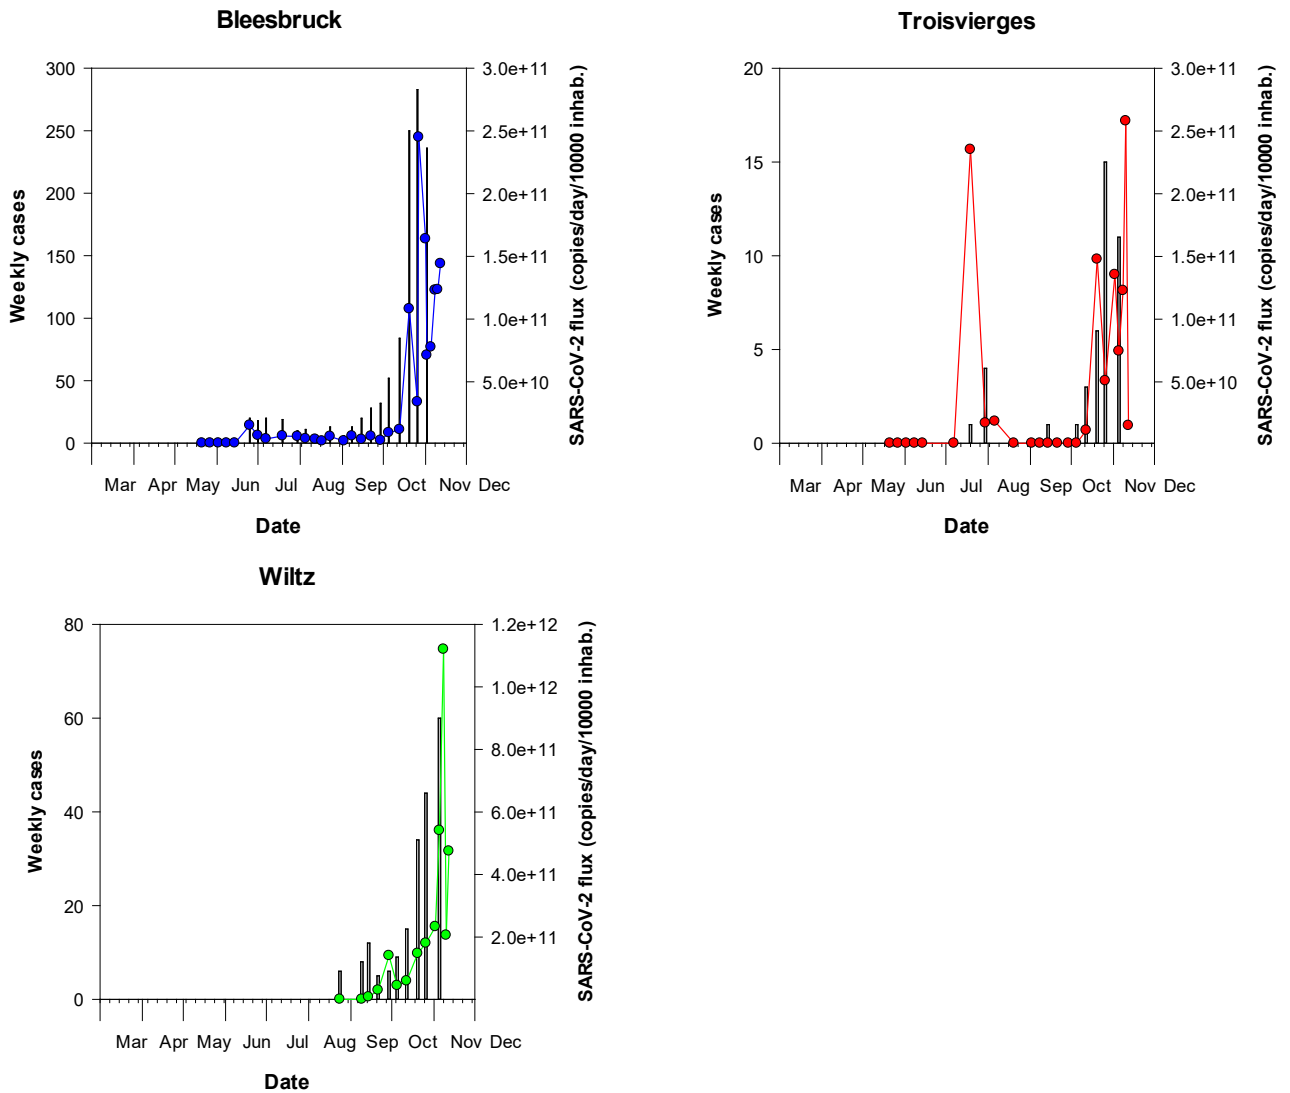 Bleesbruck
300
250
200
150
100
50
0
Weekly cases
3.0e+11
2.5e+11
2.0e+11
1.5e+11
1.0e+11
5.0e+10
SARS-CoV-2 flux (copies/day/10000 inhab.)
Mar Apr May Jun Jul Aug Sep Oct Nov Dec
Date
Troisvierges
20
15
10
5
0
Weekly cases
3.0e+11
2.5e+11
2.0e+11
1.5e+11
1.0e+11
5.0e+10
SARS-CoV-2 flux (copies/day/10000 inhab.)
Mar Apr May Jun Jul Aug Sep Oct Nov Dec
Date
Wiltz
80
60
40
20
0
Weekly cases
1.2e+12
1.0e+12
8.0e+11
6.0e+11
4.0e+11
2.0e+11
SARS-CoV-2 flux (copies/day/10000 inhab.)
Mar Apr May Jun Jul Aug Sep Oct Nov Dec
Date